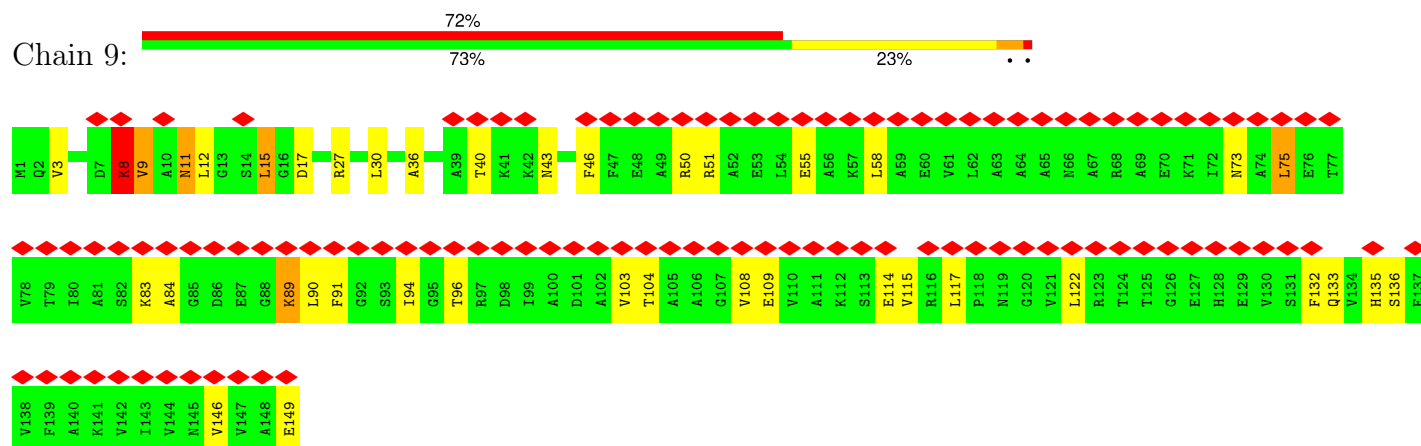 72%
Chain 9:
73% 23% • •
M1 Q2 V3 D7 K8 V9 A10 N11 L12 G13 S14 L15 G16 D17 R27 L30 A36 A39 T40 K41 K42 N43 F46 F47 E48 A49 R50 R51 A52 E53 L54 E55 A56 K57 L58 A59 E60 V61 L62 A63 A64 A65 N66 A67 R68 A69 E70 K71 I72 N73 A74 L75 E76 T77
V78 T79 I80 A81 S82 K83 A84 G85 D86 E87 G88 K89 L90 F91 G92 S93 I94 G95 T96 R97 D98 I99 A100 D101 A102 V103 T104 A105 A106 G107 V108 E109 V110 A111 K112 S113 E114 V115 R116 L117 P118 N119 G120 V121 L122 R123 T124 T125 G126 E127 H128 E129 V130 S131 F132 Q133 V134 H135 S136 E137
V138 F139 A140 K141 V142 I143 V144 N145 V146 V147 A148 E149